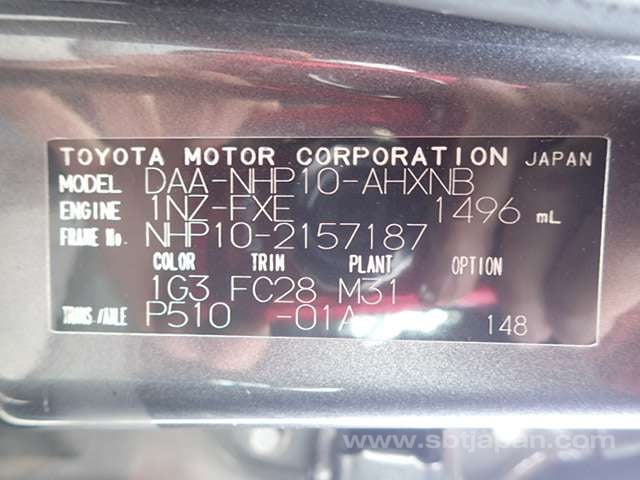 TOYOTA MOTOR CORPORATION JAPAN
MODEL DAA-NHP10-AHXNB
ENGINE 1NZ-FXE 1496 mL
FRAME No. NHP10-2157187
COLOR TRIM PLANT OPTION
1G3 FC28 M31
TRANS./AXLE P510 -01A 148
www.sbtjapan.com